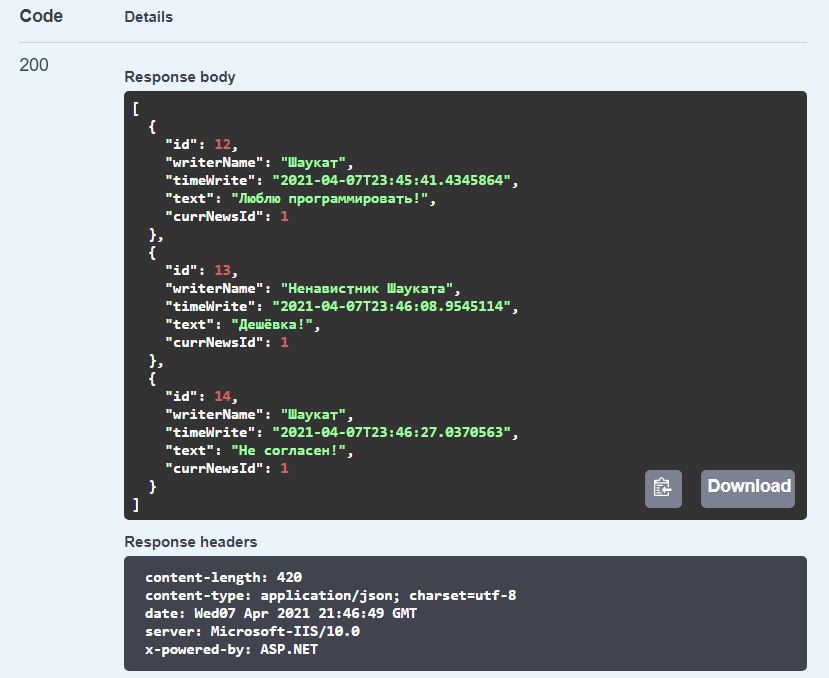 Code Details
200
Response body
[
{
"id": 12,
"writerName": "Шаукат",
"timeWrite": "2021-04-07T23:45:41.4345864",
"text": "Люблю программировать!",
"currNewsId": 1
},
{
"id": 13,
"writerName": "Ненавистник Шауката",
"timeWrite": "2021-04-07T23:46:08.9545114",
"text": "Дешёвка!",
"currNewsId": 1
},
{
"id": 14,
"writerName": "Шаукат",
"timeWrite": "2021-04-07T23:46:27.0370563",
"text": "Не согласен!",
"currNewsId": 1
}
]
Download
Response headers
content-length: 420
content-type: application/json; charset=utf-8
date: Wed07 Apr 2021 21:46:49 GMT
server: Microsoft-IIS/10.0
x-powered-by: ASP.NET